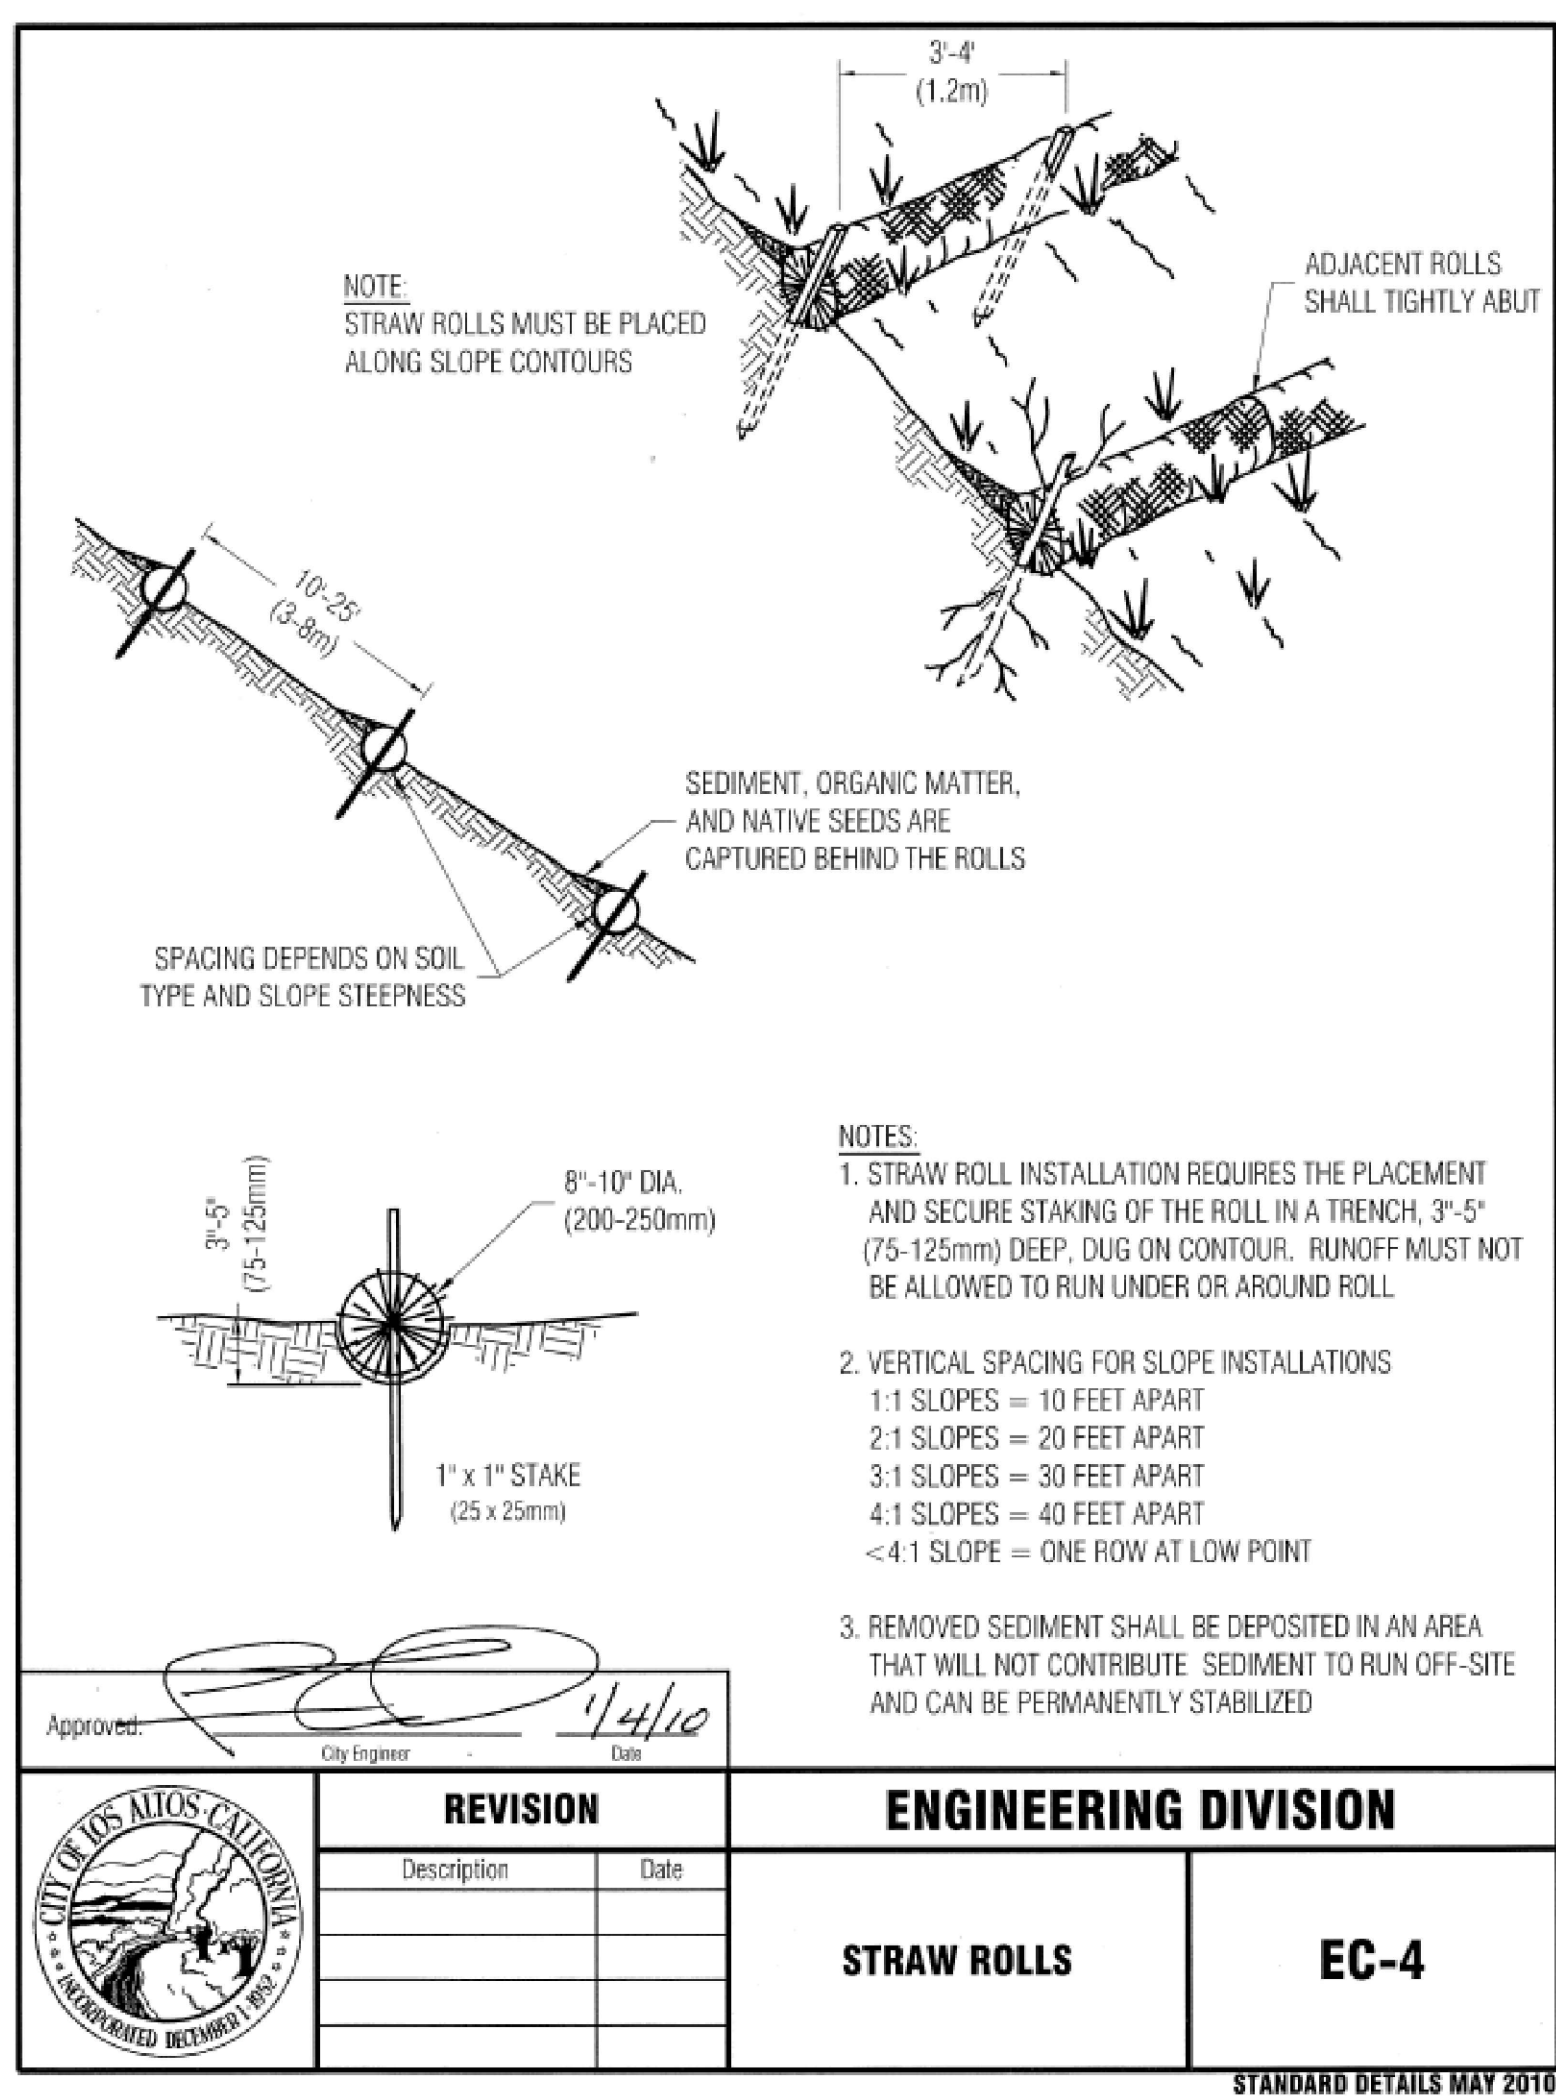 3'-4'
(1.2m)
NOTE:
STRAW ROLLS MUST BE PLACED
ALONG SLOPE CONTOURS
ADJACENT ROLLS
SHALL TIGHTLY ABUT
10'-25'
(3-8m)
SEDIMENT, ORGANIC MATTER,
AND NATIVE SEEDS ARE
CAPTURED BEHIND THE ROLLS
SPACING DEPENDS ON SOIL
TYPE AND SLOPE STEEPNESS
3"-5"
(75-125mm)
8"-10" DIA.
(200-250mm)
1" x 1" STAKE
(25 x 25mm)
NOTES:
1. STRAW ROLL INSTALLATION REQUIRES THE PLACEMENT
AND SECURE STAKING OF THE ROLL IN A TRENCH, 3"-5"
(75-125mm) DEEP, DUG ON CONTOUR. RUNOFF MUST NOT
BE ALLOWED TO RUN UNDER OR AROUND ROLL
2. VERTICAL SPACING FOR SLOPE INSTALLATIONS
1:1 SLOPES = 10 FEET APART
2:1 SLOPES = 20 FEET APART
3:1 SLOPES = 30 FEET APART
4:1 SLOPES = 40 FEET APART
<4:1 SLOPE = ONE ROW AT LOW POINT
3. REMOVED SEDIMENT SHALL BE DEPOSITED IN AN AREA
THAT WILL NOT CONTRIBUTE SEDIMENT TO RUN OFF-SITE
AND CAN BE PERMANENTLY STABILIZED
Approved:
1/4/10
City Engineer
Date
CITY OF LOS ALTOS · CALIFORNIA
INCORPORATED DECEMBER 1·1952
REVISION
Description
Date
ENGINEERING DIVISION
STRAW ROLLS
EC-4
STANDARD DETAILS MAY 2010